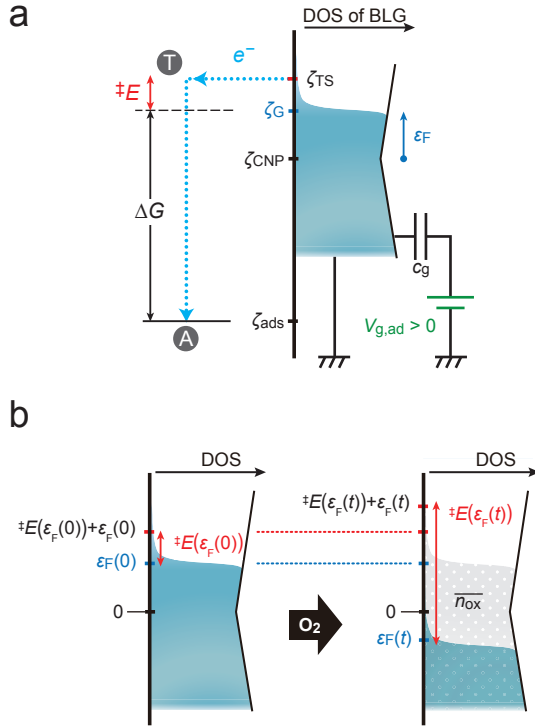 a
DOS of BLG
T
e⁻
‡E
ζTS
ζG
εF
ζCNP
ΔG
cg
ζads
Vg,ad > 0
A
b
DOS
DOS
‡E(εF(t))+εF(t)
‡E(εF(0))+εF(0)
‡E(εF(0))
‡E(εF(t))
εF(0)
0
O2
0
nox
εF(t)